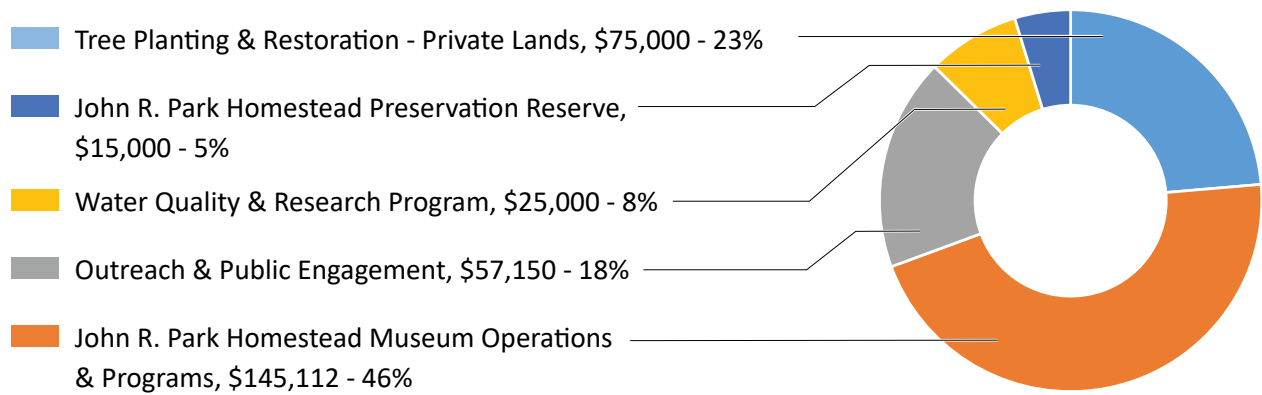 Tree Planting & Restoration - Private Lands, $75,000 - 23%
John R. Park Homestead Preservation Reserve,
$15,000 - 5%
Water Quality & Research Program, $25,000 - 8%
Outreach & Public Engagement, $57,150 - 18%
John R. Park Homestead Museum Operations
& Programs, $145,112 - 46%